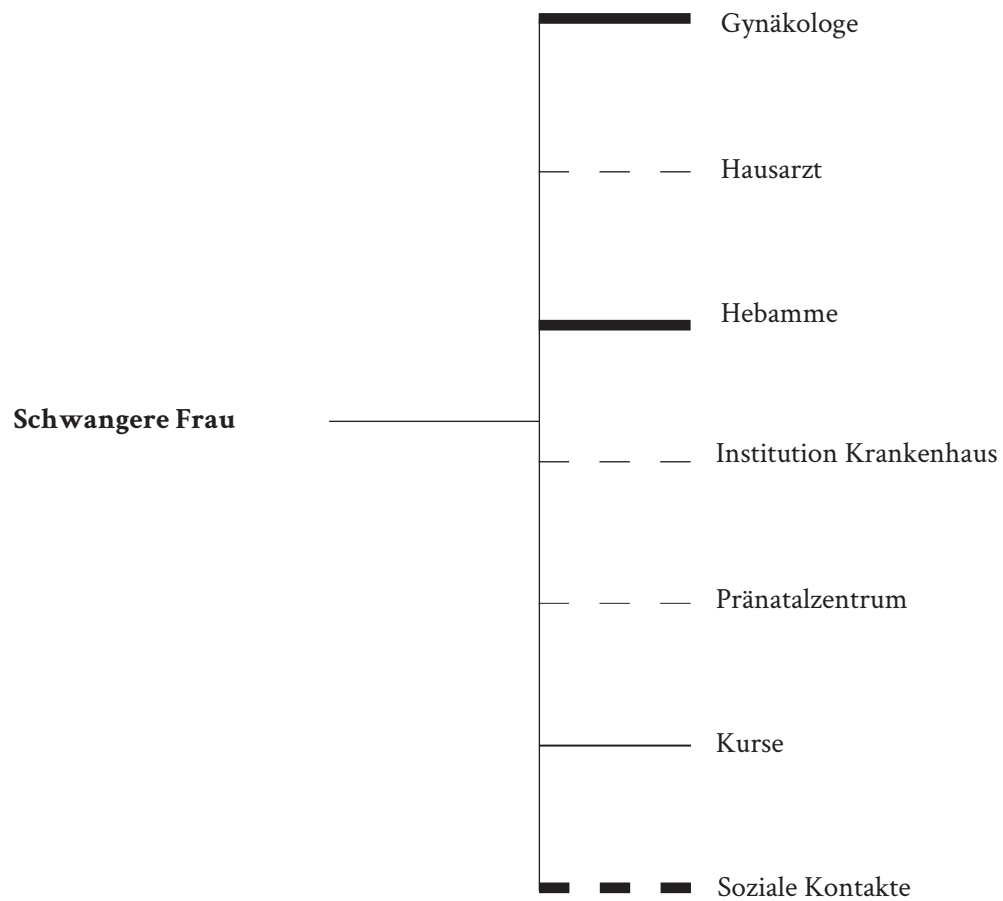 Gynäkologe
Hausarzt
Hebamme
Schwangere Frau
Institution Krankenhaus
Pränatalzentrum
Kurse
Soziale Kontakte